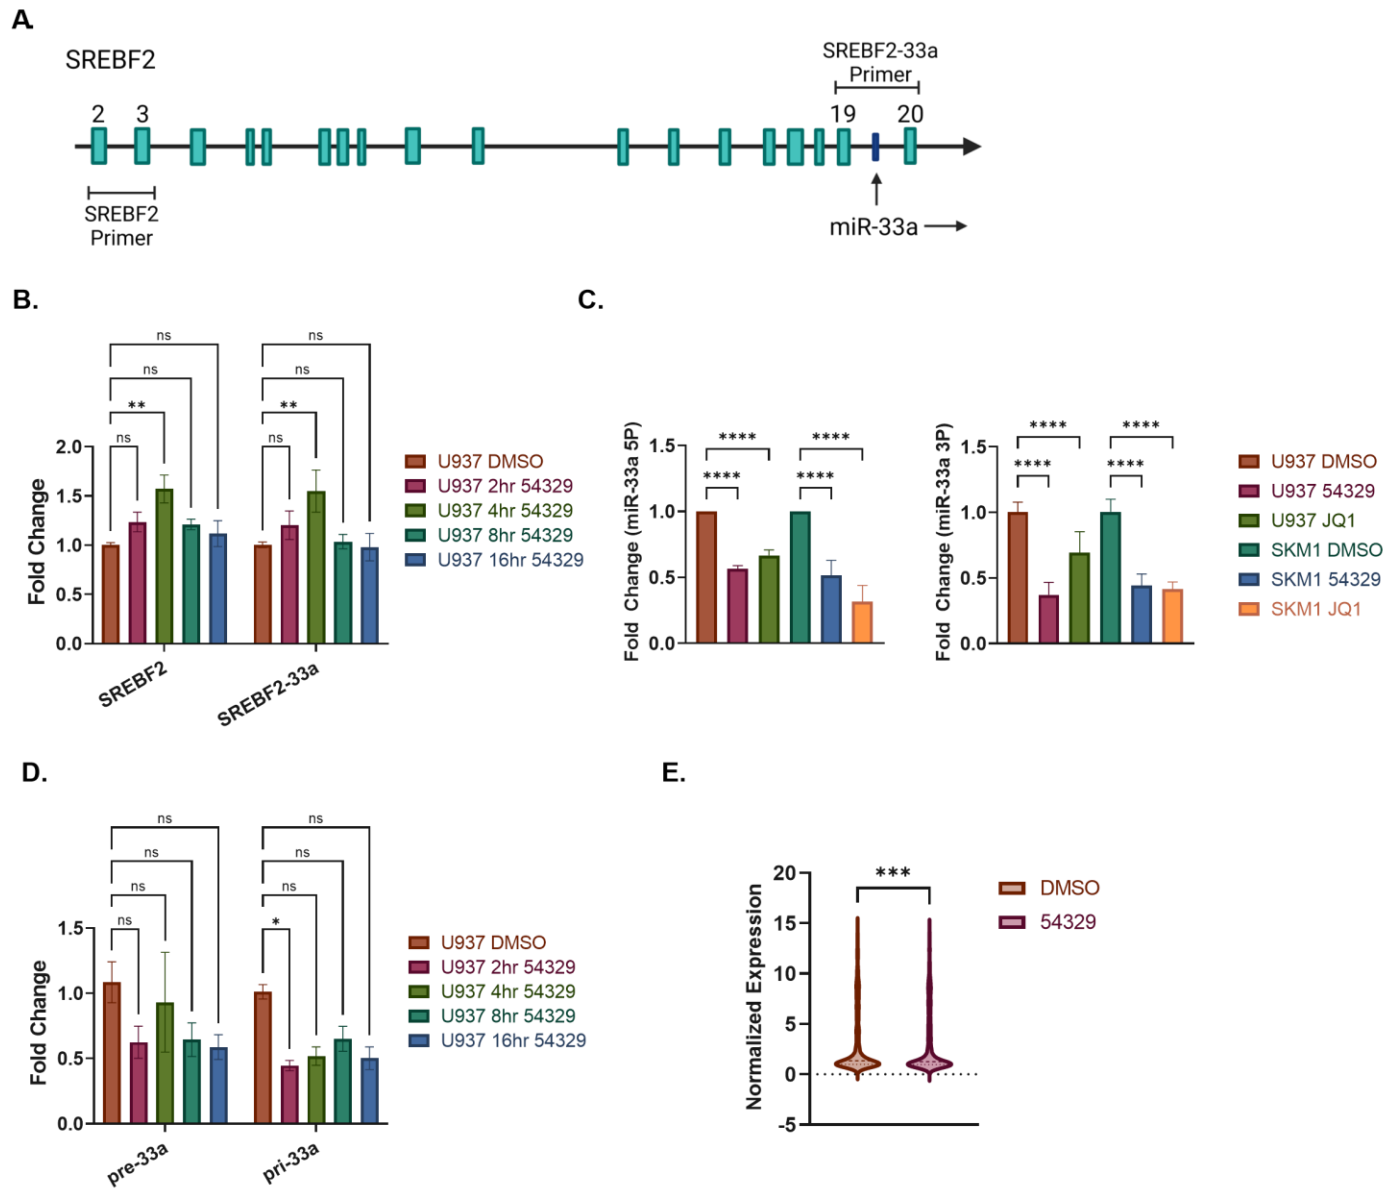 A.
SREBF2
SREBF2-33a
Primer
2 3 19 20
SREBF2
Primer
miR-33a
B.
ns
ns
ns
ns
**
**
ns
ns
2.0
1.5
1.0
0.5
0.0
Fold Change
SREBF2
SREBF2-33a
U937 DMSO
U937 2hr 54329
U937 4hr 54329
U937 8hr 54329
U937 16hr 54329
C.
Fold Change (miR-33a 5P)
1.5
1.0
0.5
0.0
****
****
****
****
Fold Change (miR-33a 3P)
1.5
1.0
0.5
0.0
****
****
****
****
U937 DMSO
U937 54329
U937 JQ1
SKM1 DMSO
SKM1 54329
SKM1 JQ1
D.
ns
ns
ns
ns
ns
ns
ns
*
1.5
1.0
0.5
0.0
Fold Change
pre-33a
pri-33a
U937 DMSO
U937 2hr 54329
U937 4hr 54329
U937 8hr 54329
U937 16hr 54329
E.
Normalized Expression
20
15
10
5
0
-5
***
DMSO
54329